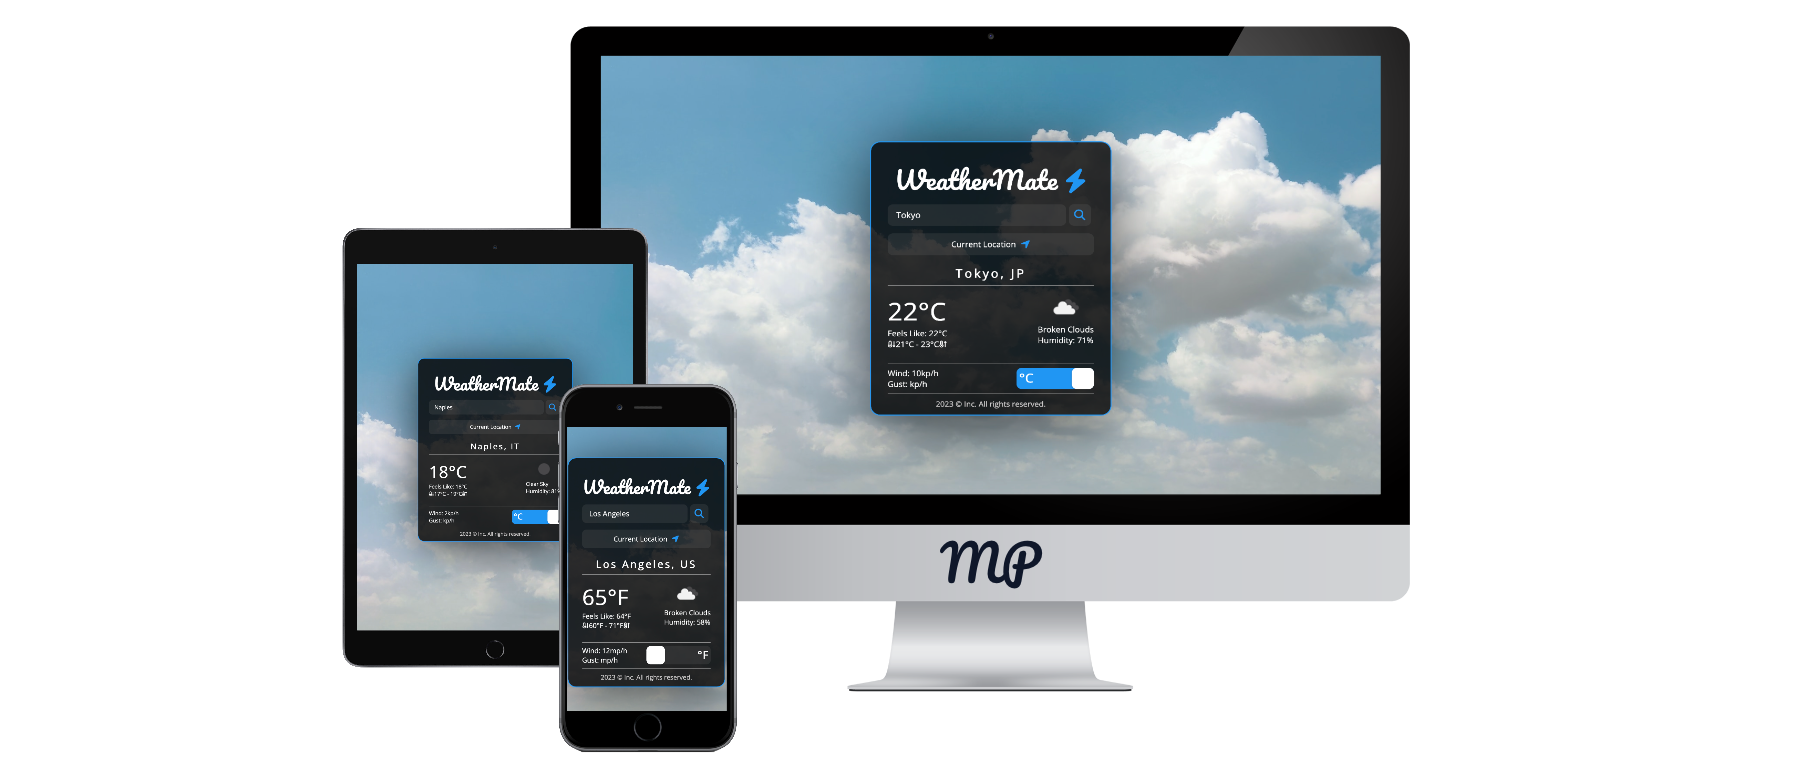 WeatherMate
Tokyo
Current Location
Tokyo, JP
22°C
Feels Like: 22°C
21°C - 23°C
Broken Clouds
Humidity: 71%
Wind: 10kp/h
Gust: kp/h
°C
2023 © Inc. All rights reserved.
MP
WeatherMate
Naples
Current Location
Naples, IT
18°C
Feels Like: 18°C
17°C - 19°C
Clear Sky
Humidity: 81%
Wind: 2kp/h
Gust: kp/h
°C
2023 © Inc. All rights reserved
WeatherMate
Los Angeles
Current Location
Los Angeles, US
65°F
Feels Like: 64°F
60°F - 71°F
Broken Clouds
Humidity: 58%
Wind: 12mp/h
Gust: mp/h
°F
2023 © Inc. All rights reserved.